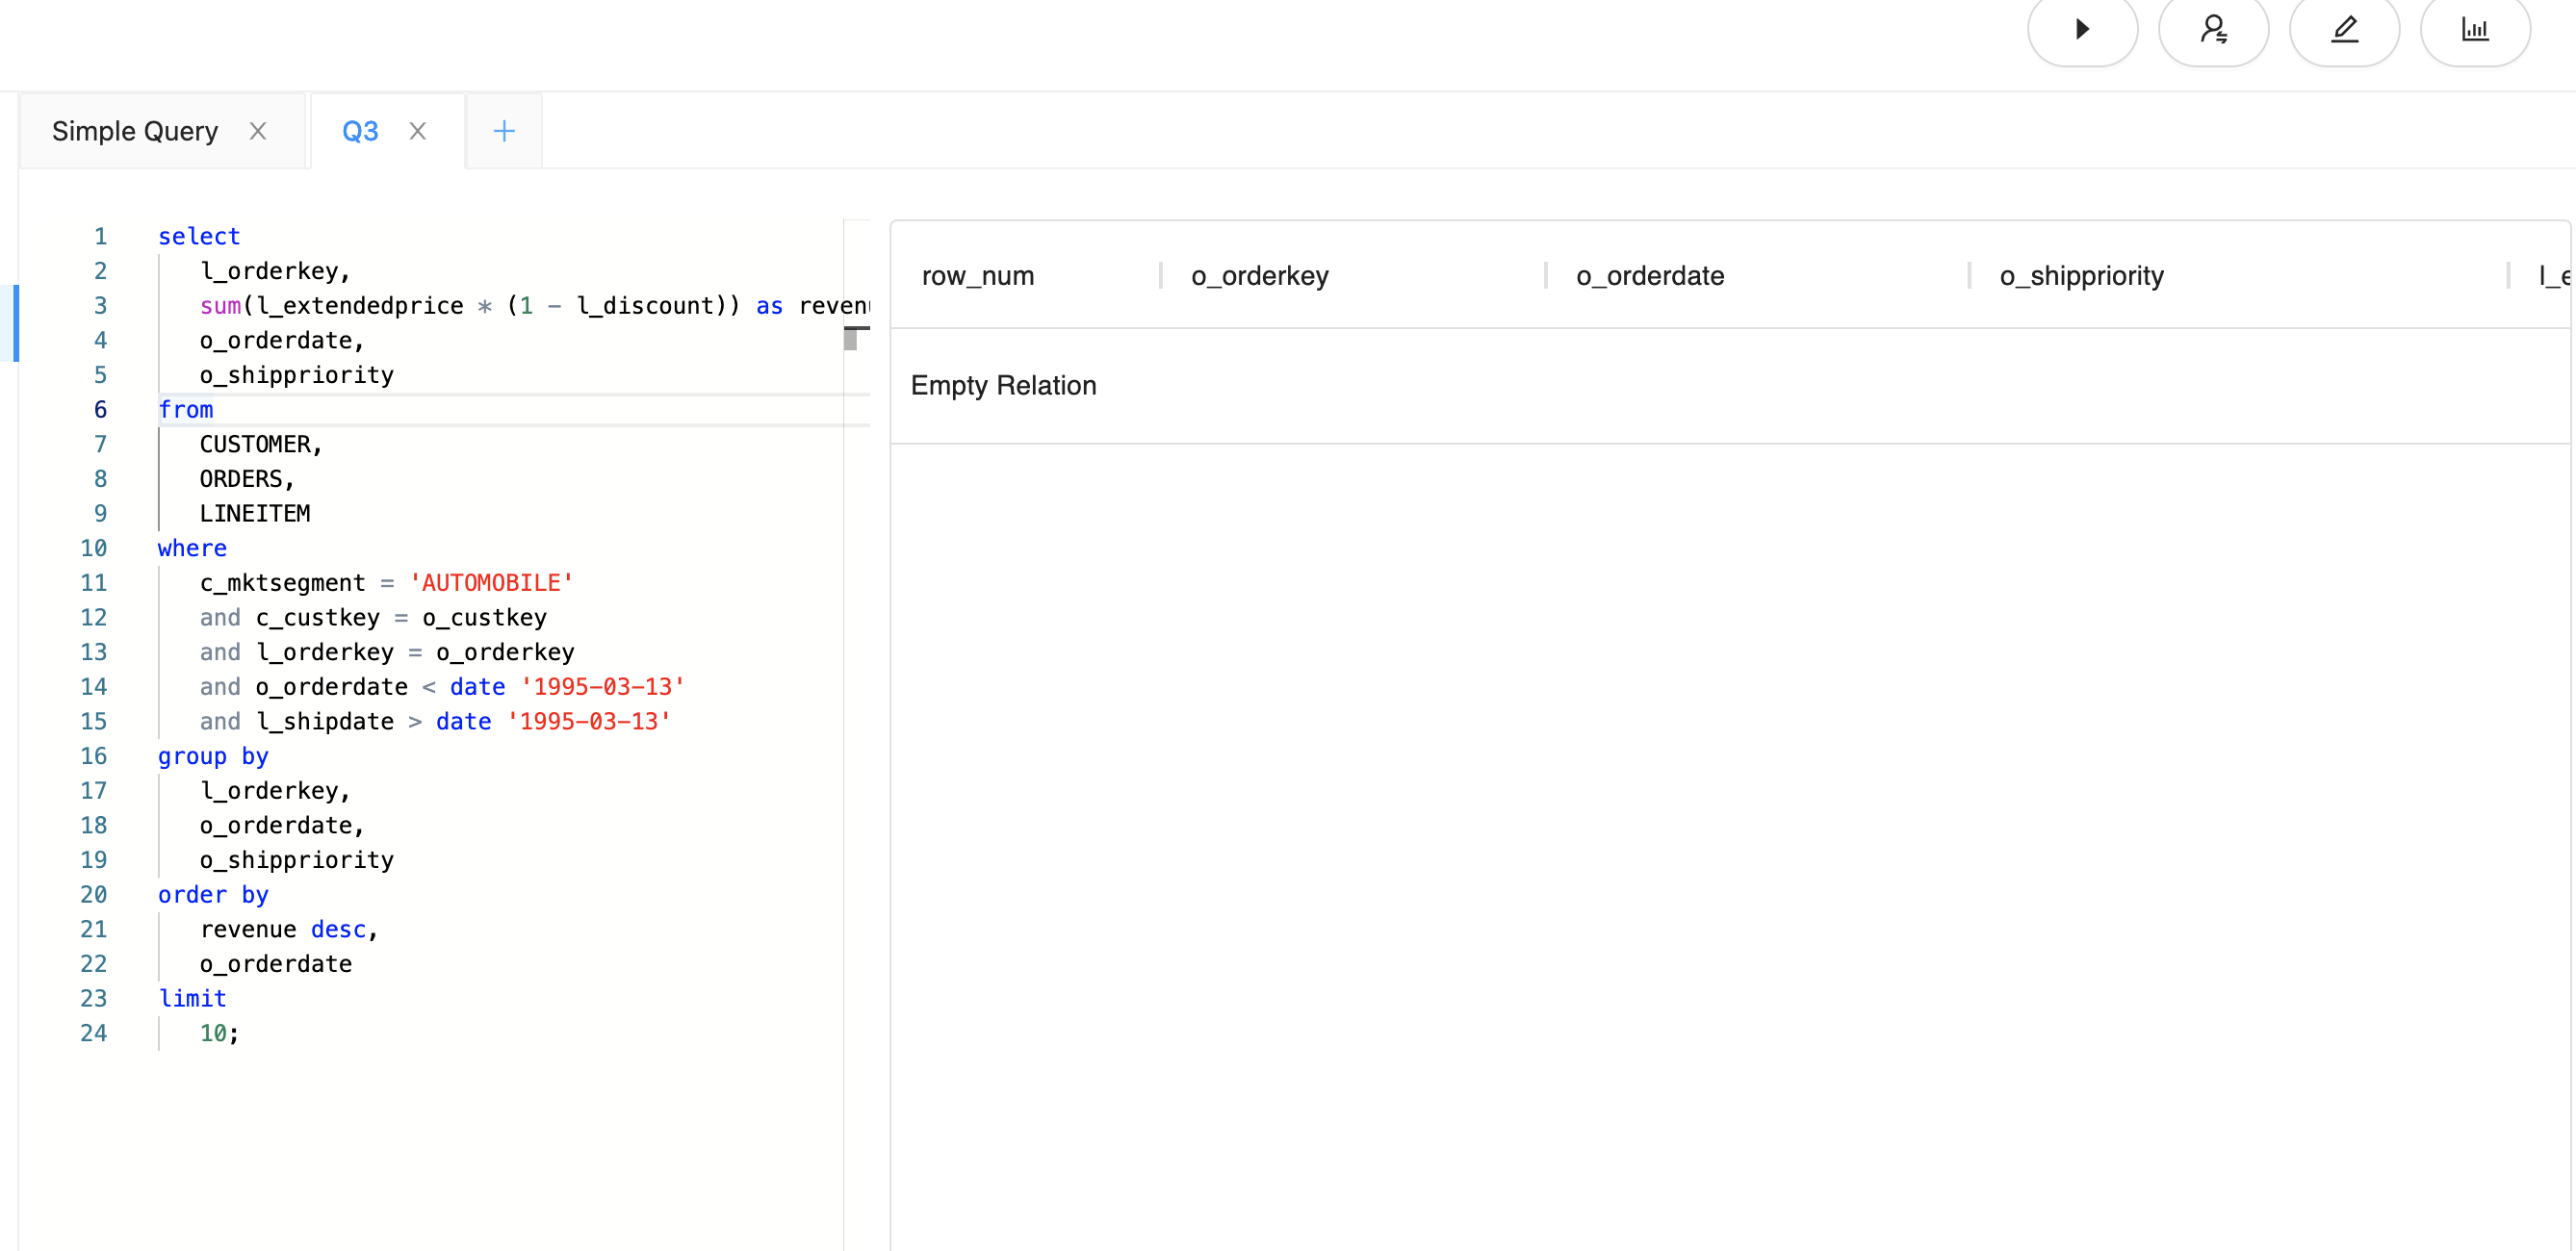 Simple Query X Q3 X +
1 select
2 l_orderkey,
3 sum(l_extendedprice * (1 - l_discount)) as
4 o_orderdate,
5 o_shippriority
6 from
7 CUSTOMER,
8 ORDERS,
9 LINEITEM
10 where
11 c_mktsegment = 'AUTOMOBILE'
12 and c_custkey = o_custkey
13 and l_orderkey = o_orderkey
14 and o_orderdate < date '1995-03-13'
15 and l_shipdate > date '1995-03-13'
16 group by
17 l_orderkey,
18 o_orderdate,
19 o_shippriority
20 order by
21 revenue desc,
22 o_orderdate
23 limit
24 10;
row_num o_orderkey o_orderdate o_shippriority
Empty Relation